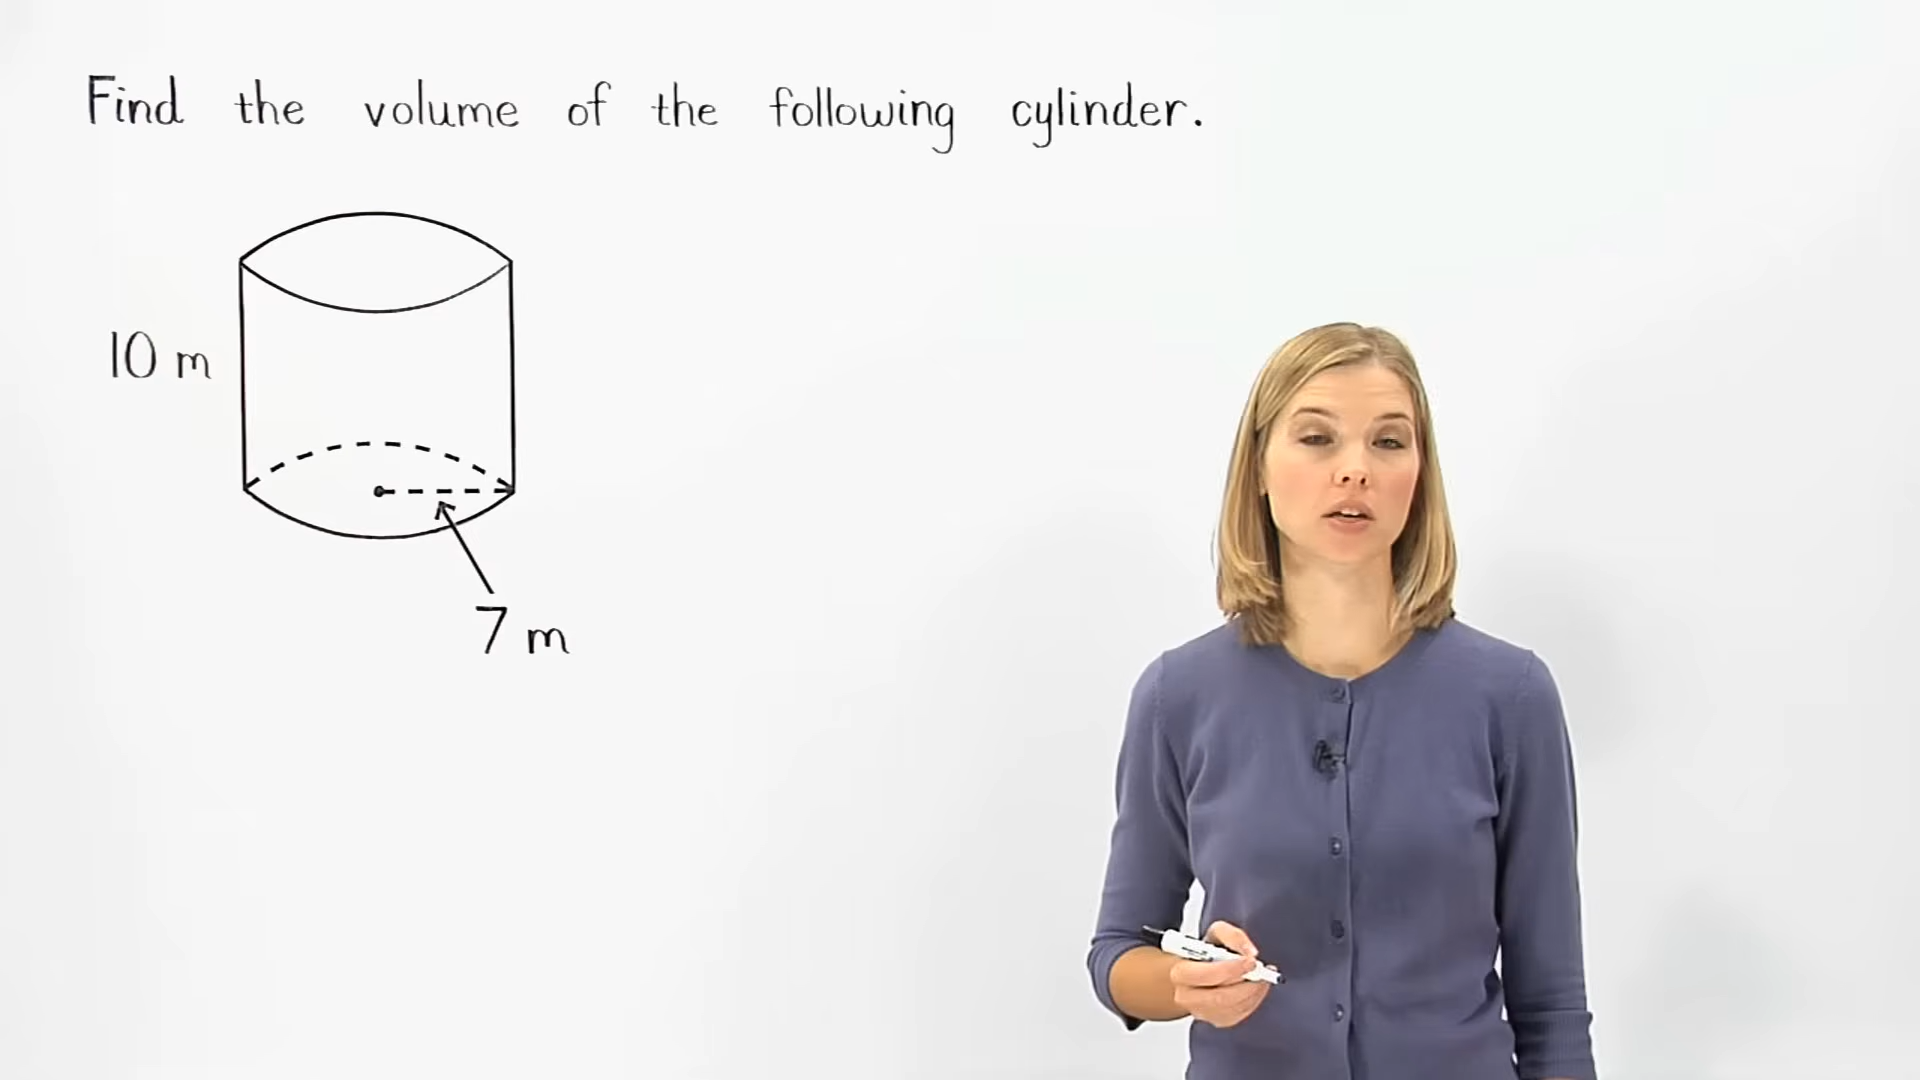 Find the volume of the following cylinder.
10 m
7 m